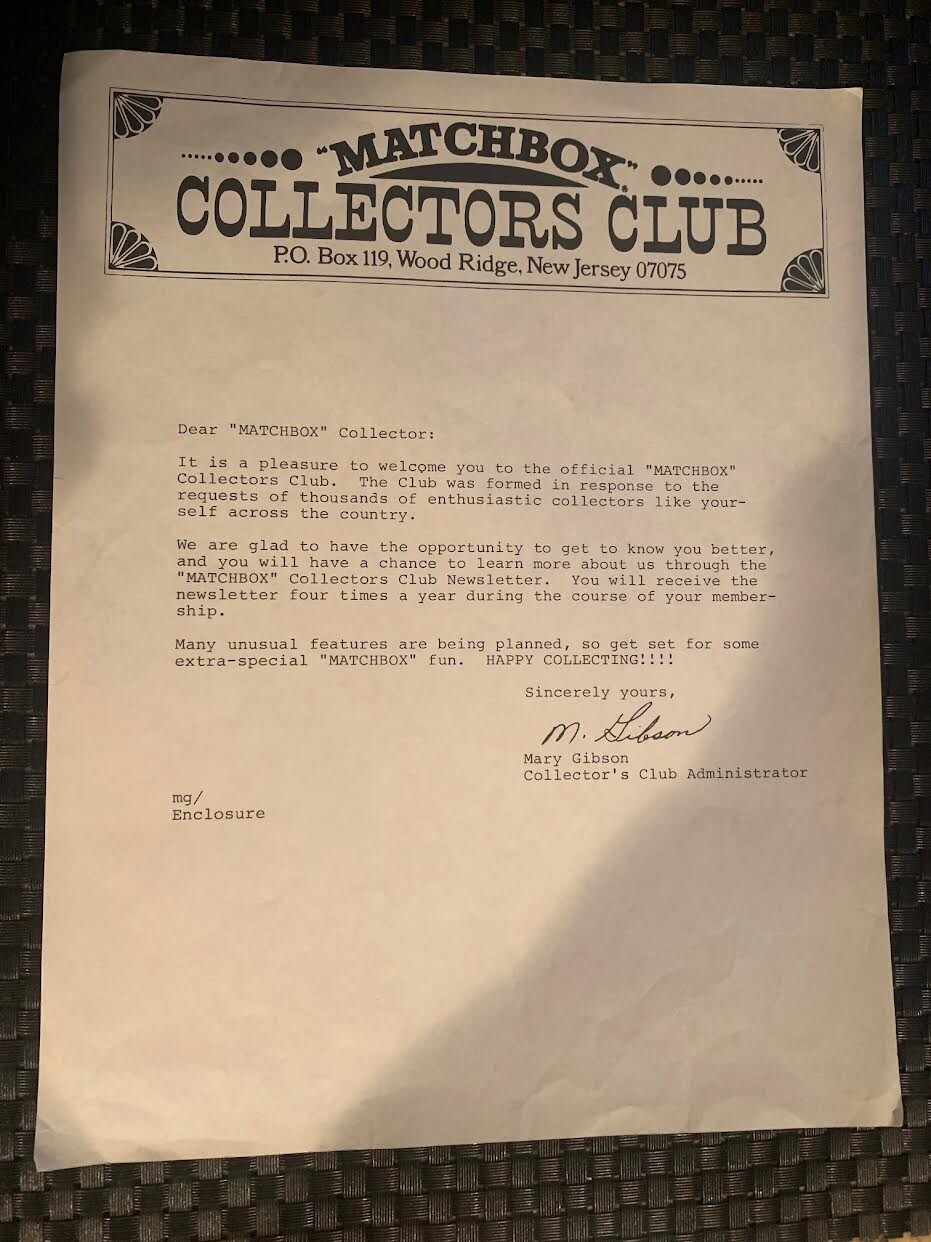 "MATCHBOX"®
COLLECTORS CLUB
P.O. Box 119, Wood Ridge, New Jersey 07075
Dear "MATCHBOX" Collector:
It is a pleasure to welcome you to the official "MATCHBOX"
Collectors Club. The Club was formed in response to the
requests of thousands of enthusiastic collectors like your-
self across the country.
We are glad to have the opportunity to get to know you better,
and you will have a chance to learn more about us through the
"MATCHBOX" Collectors Club Newsletter. You will receive the
newsletter four times a year during the course of your member-
ship.
Many unusual features are being planned, so get set for some
extra-special "MATCHBOX" fun. HAPPY COLLECTING!!!!
Sincerely yours,
M. Gibson
Mary Gibson
Collector's Club Administrator
mg/
Enclosure